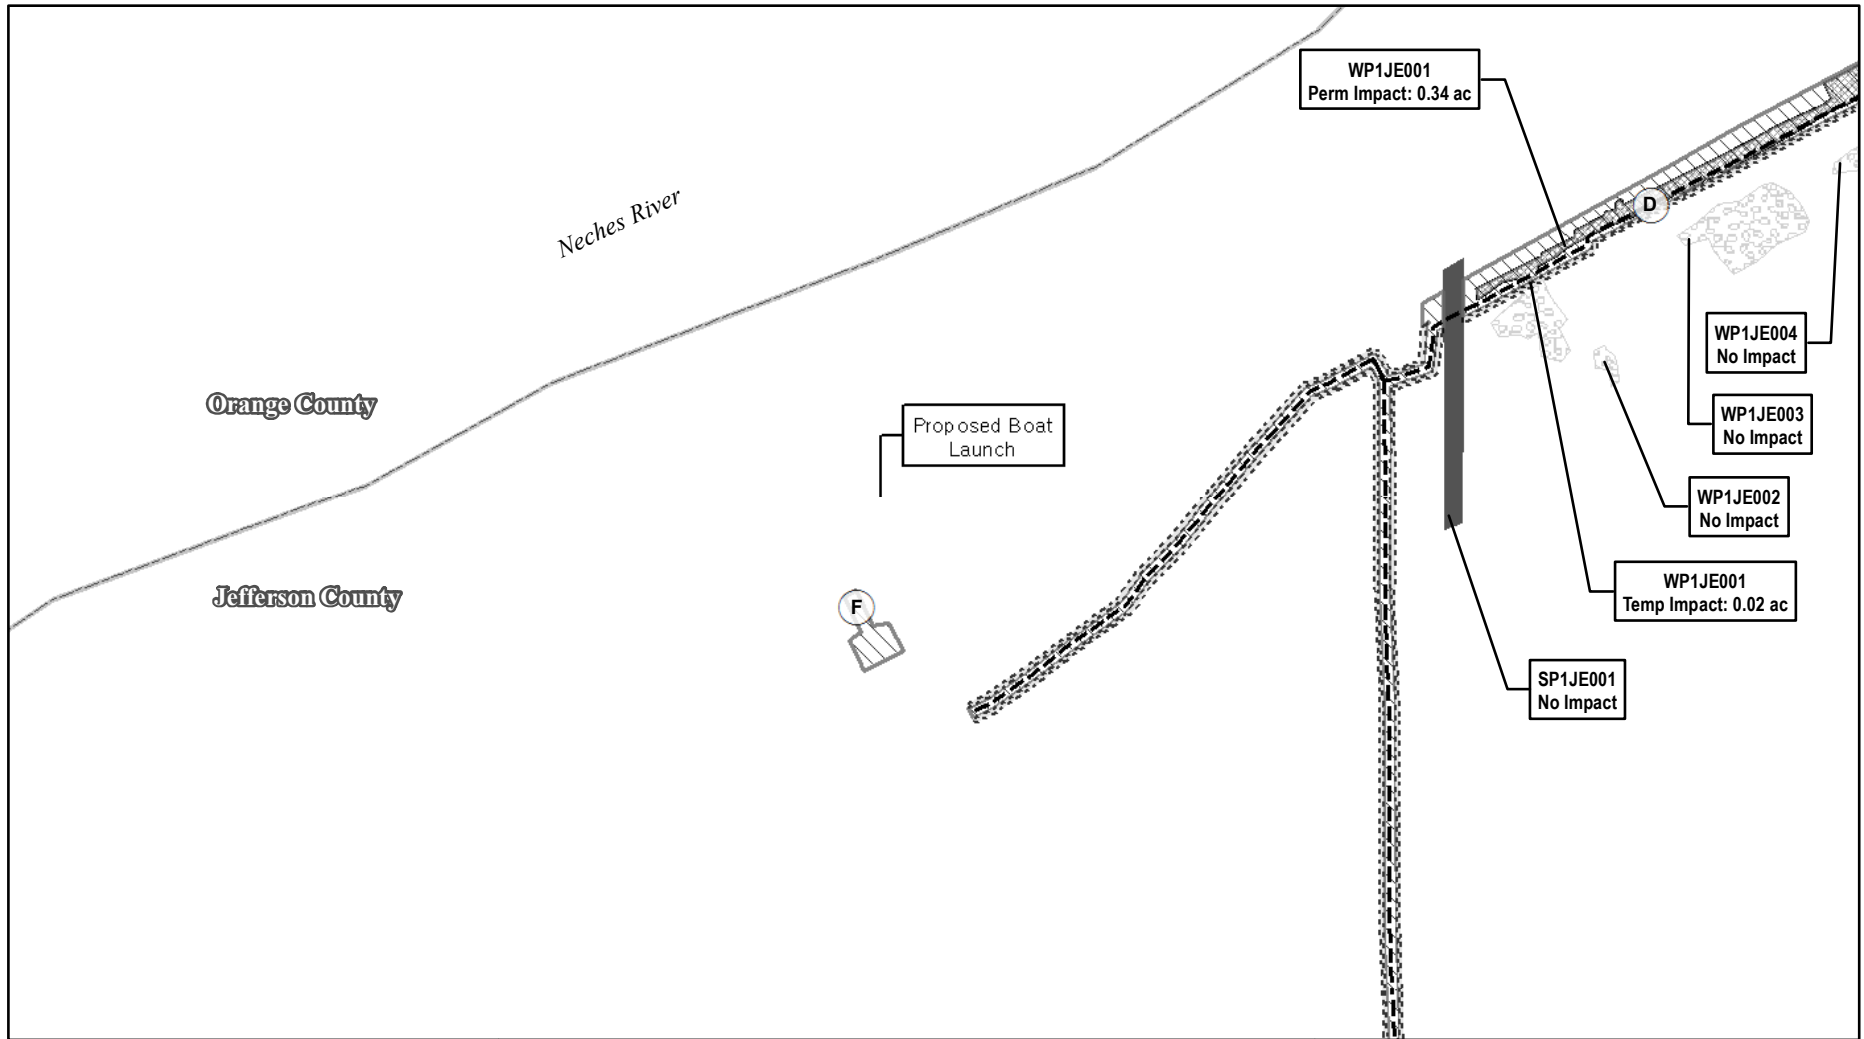 WP1JE001
Perm Impact: 0.34 ac
Neches River
D
WP1JE004
No Impact
Orange County
Proposed Boat
Launch
WP1JE003
No Impact
WP1JE002
No Impact
Jefferson County
F
WP1JE001
Temp Impact: 0.02 ac
SP1JE001
No Impact